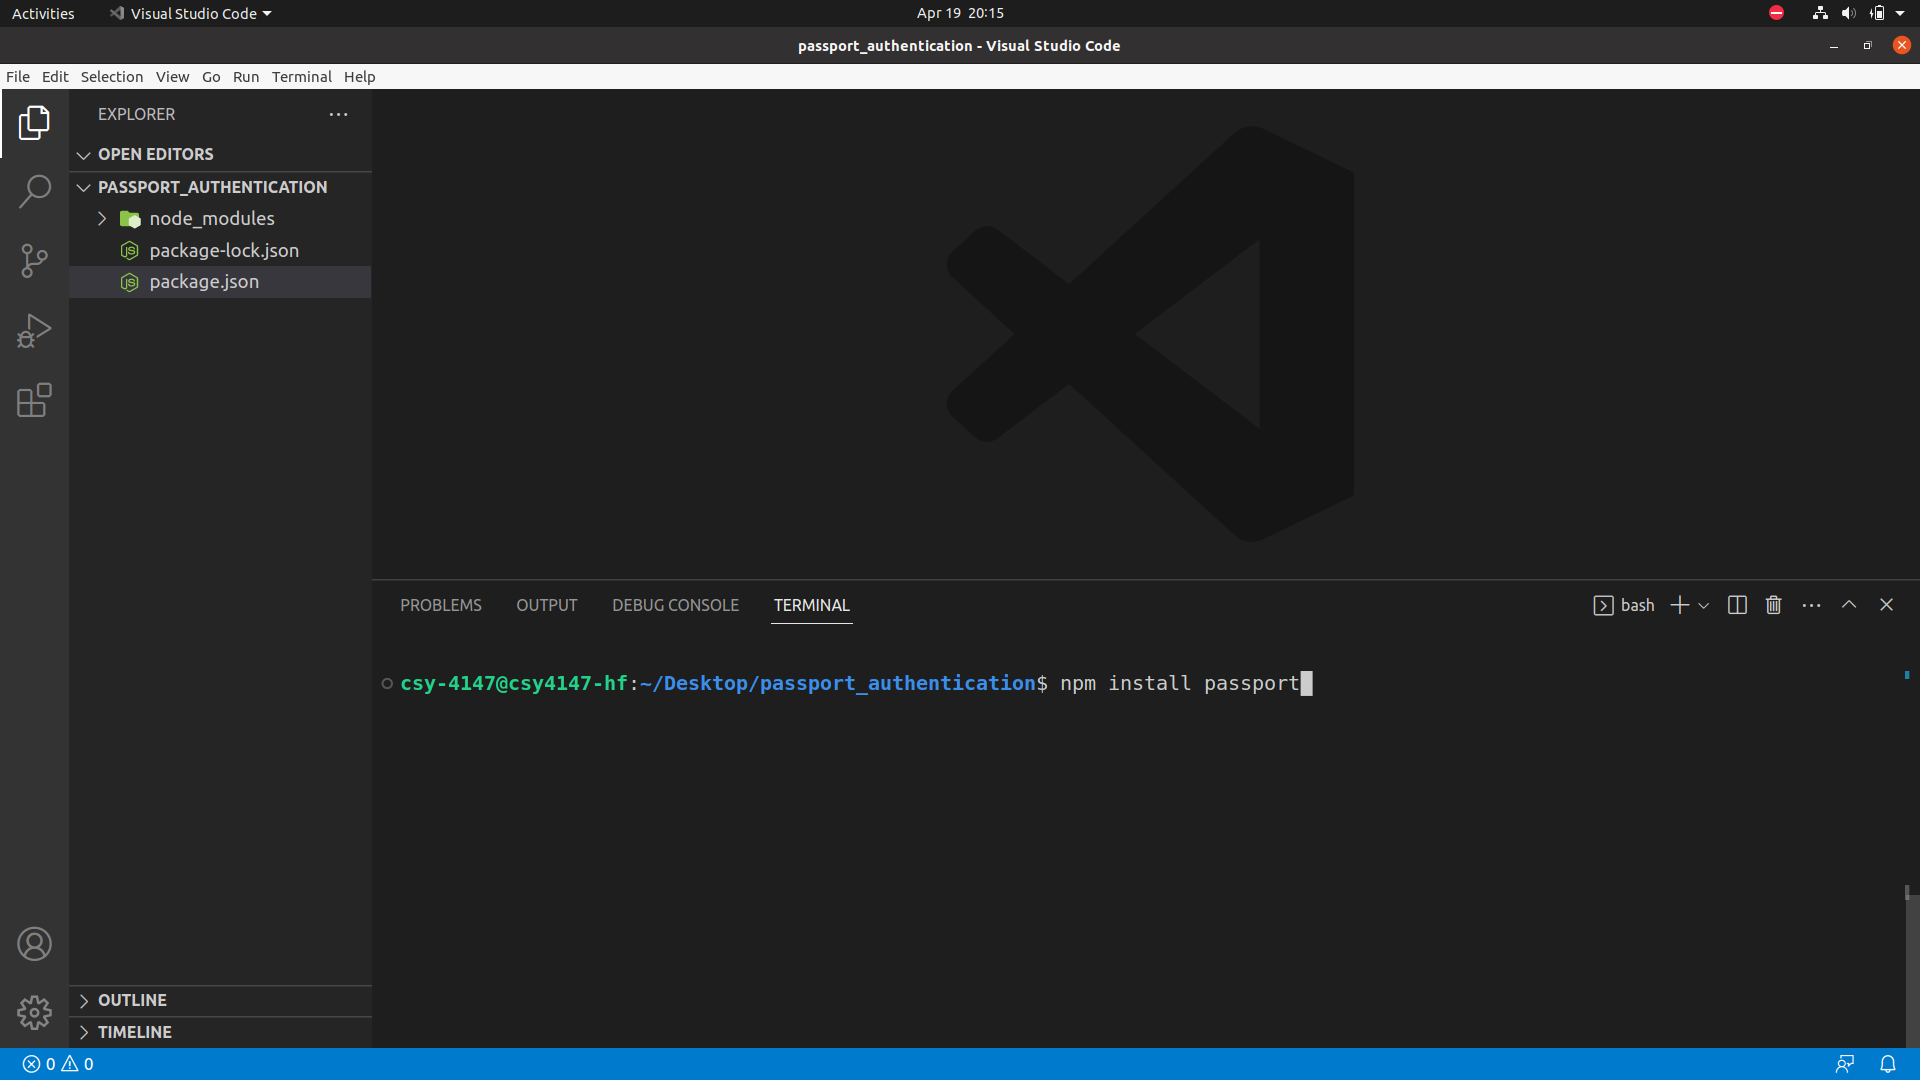 Activities Visual Studio Code Apr 19 20:15
passport_authentication - Visual Studio Code
File Edit Selection View Go Run Terminal Help
EXPLORER
OPEN EDITORS
PASSPORT_AUTHENTICATION
node_modules
package-lock.json
package.json
PROBLEMS OUTPUT DEBUG CONSOLE TERMINAL bash
csy-4147@csy4147-hf:~/Desktop/passport_authentication$ npm install passport
OUTLINE
TIMELINE
0 0